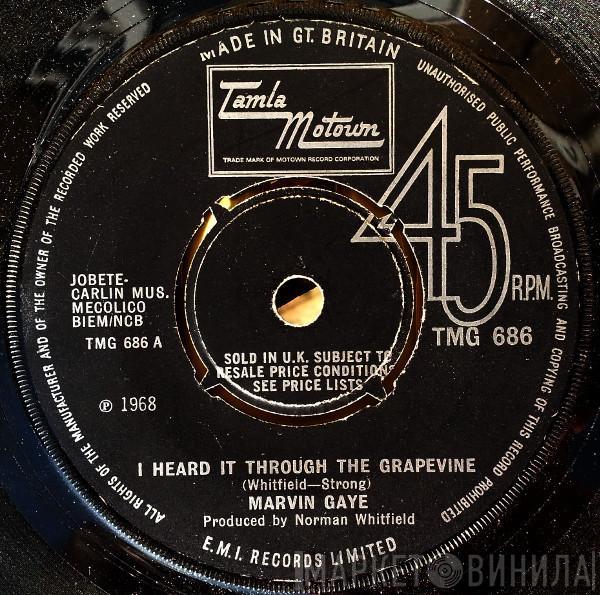 MADE IN GT. BRITAIN
UNAUTHORISED PUBLIC PERFORMANCE BROADCASTING AND COPYING OF THIS RECORD PROHIBITED
ALL RIGHTS OF THE MANUFACTURER AND OF THE OWNER OF THE RECORDED WORK RESERVED
Tamla
Motown
TRADE MARK OF MOTOWN RECORD CORPORATION
45
R.P.M.
TMG 686
JOBETE-
CARLIN MUS.
MECOLICO
BIEM/NCB
TMG 686 A
SOLD IN U.K. SUBJECT TO
RESALE PRICE CONDITIONS
SEE PRICE LISTS
℗ 1968
I HEARD IT THROUGH THE GRAPEVINE
(Whitfield—Strong)
MARVIN GAYE
Produced by Norman Whitfield
E.M.I. RECORDS LIMITED
МАРКЕТ ВИНИЛА